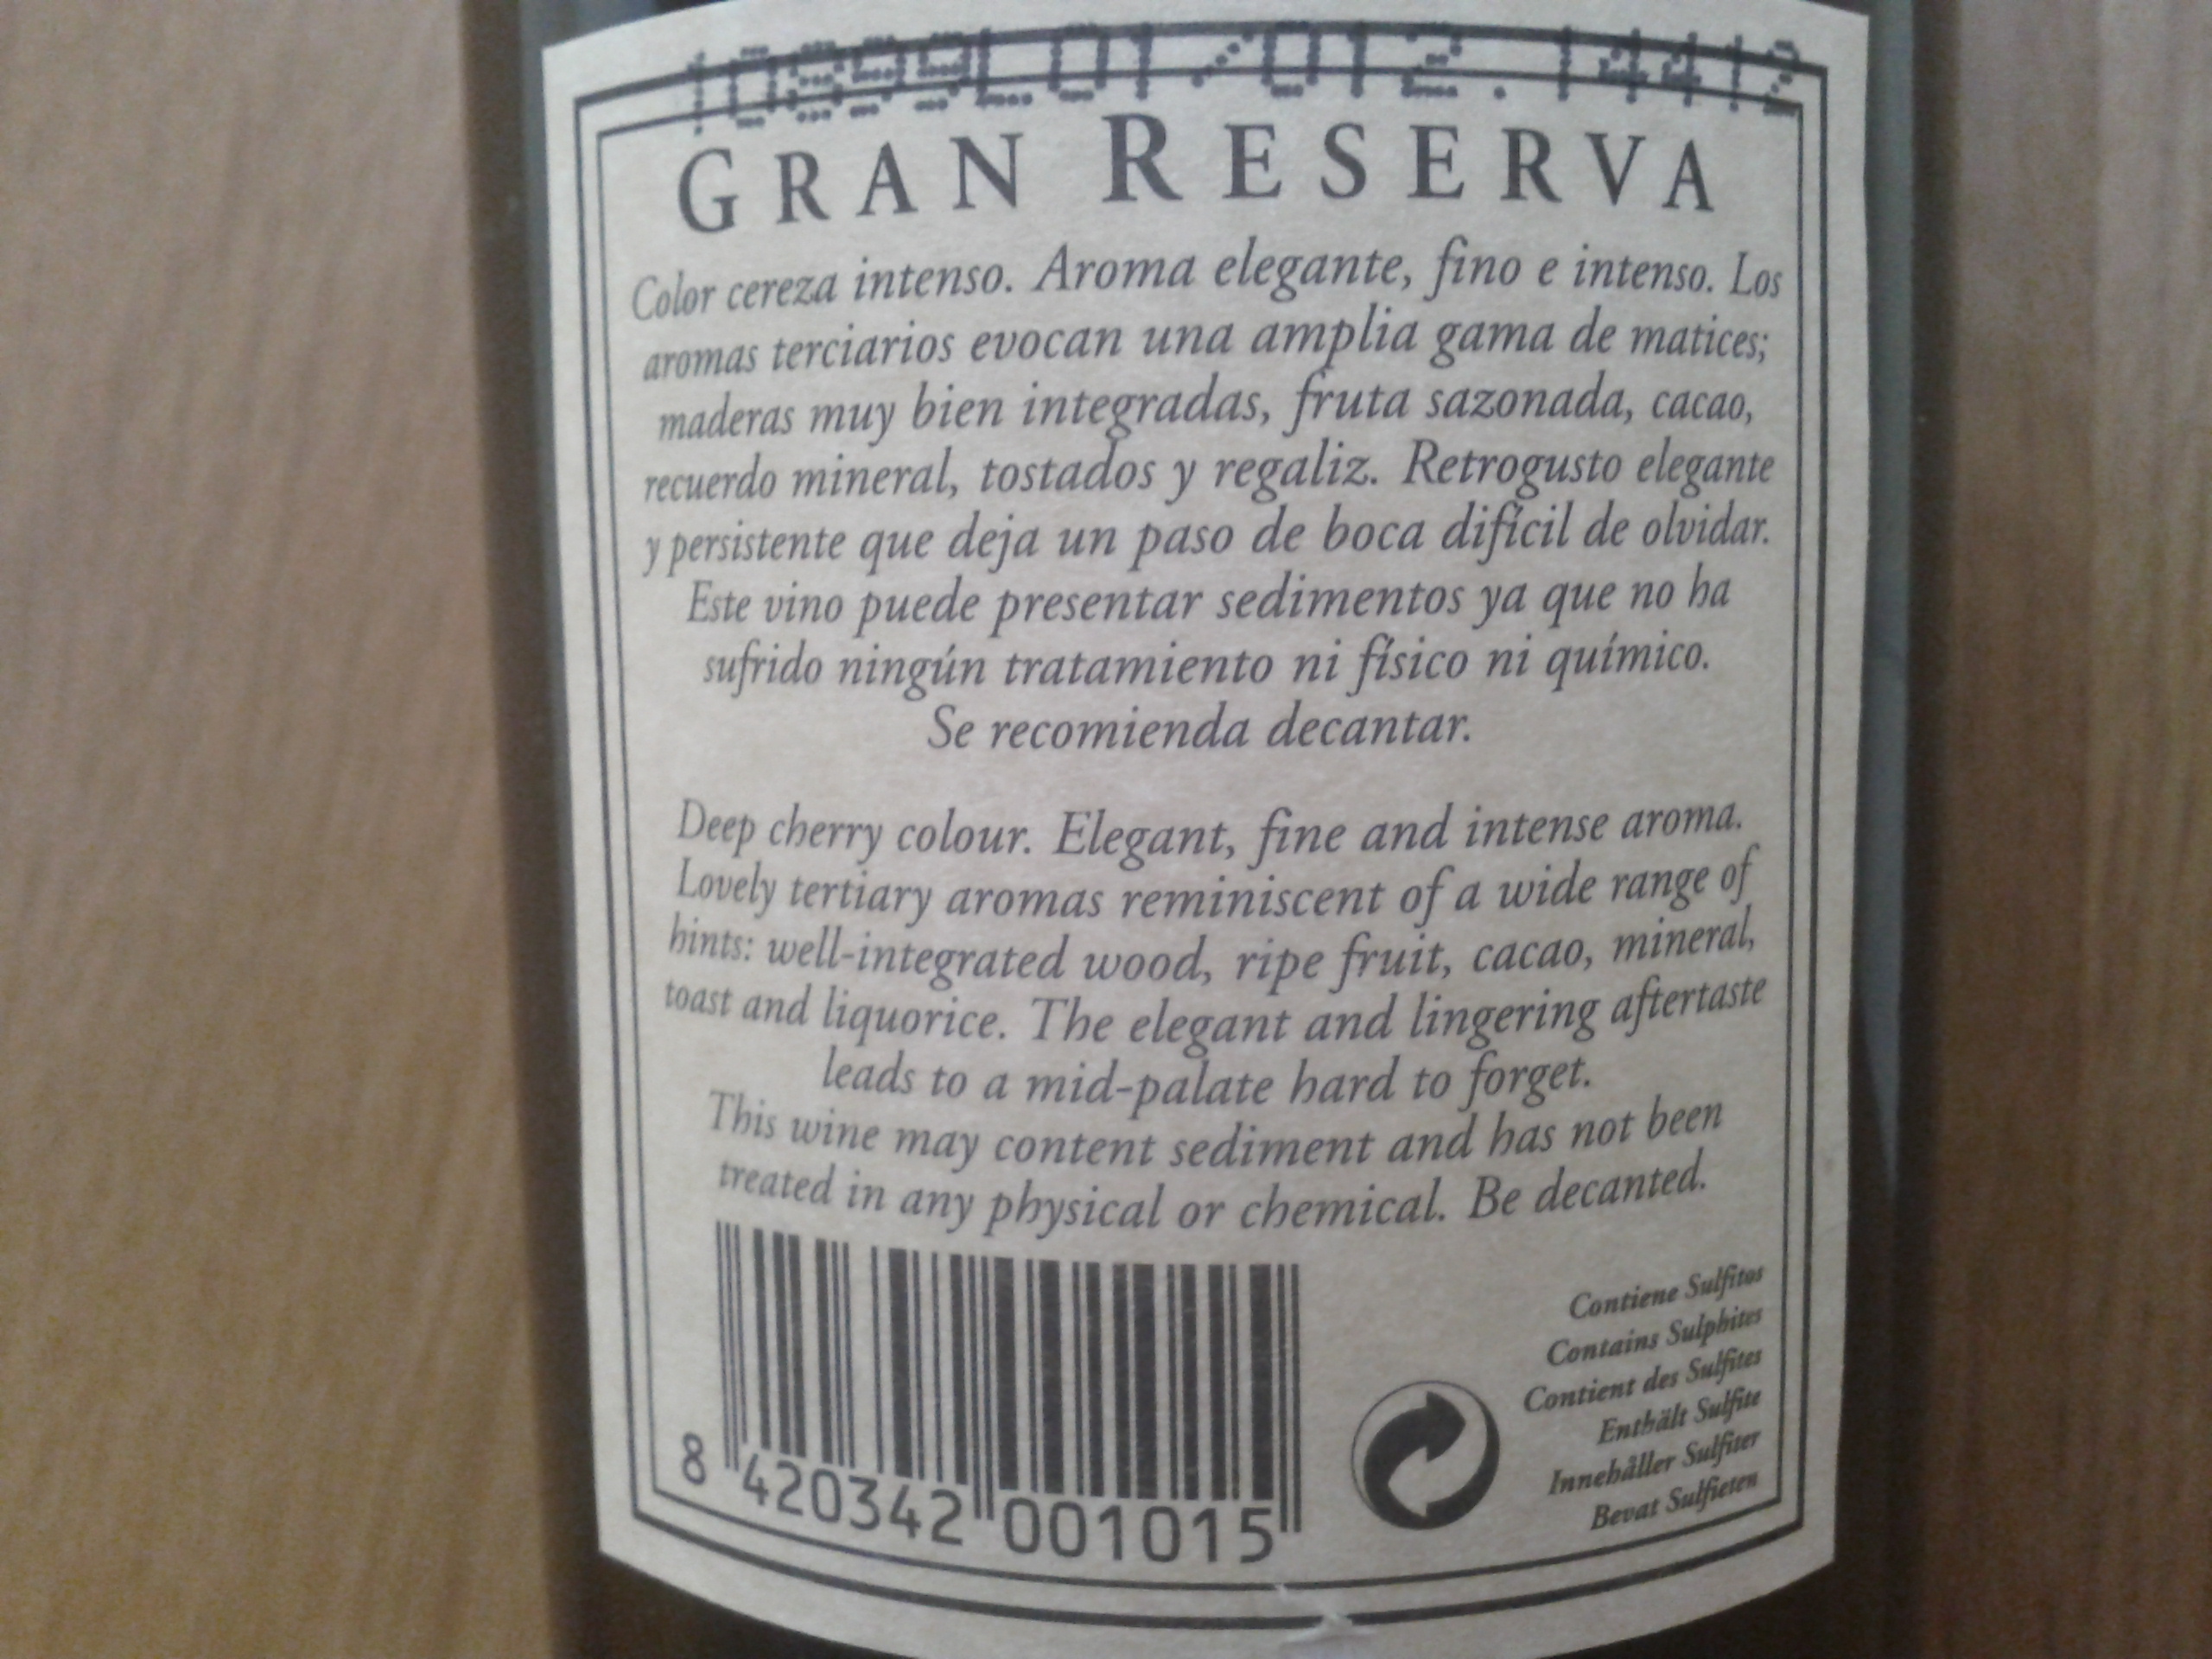 GRAN RESERVA
Color cereza intenso. Aroma elegante, fino e intenso. Los
aromas terciarios evocan una amplia gama de matices;
maderas muy bien integradas, fruta sazonada, cacao,
recuerdo mineral, tostados y regaliz. Retrogusto elegante
y persistente que deja un paso de boca difícil de olvidar.
Este vino puede presentar sedimentos ya que no ha
sufrido ningún tratamiento ni físico ni químico.
Se recomienda decantar.
Deep cherry colour. Elegant, fine and intense aroma.
Lovely tertiary aromas reminiscent of a wide range of
hints: well-integrated wood, ripe fruit, cacao, mineral,
toast and liquorice. The elegant and lingering aftertaste
leads to a mid-palate hard to forget.
This wine may content sediment and has not been
treated in any physical or chemical. Be decanted.
Contiene Sulfitos
Contains Sulphites
Contient des Sulfites
Enthält Sulfite
Innehåller Sulfiter
Bevat Sulfieten
8 420342 001015